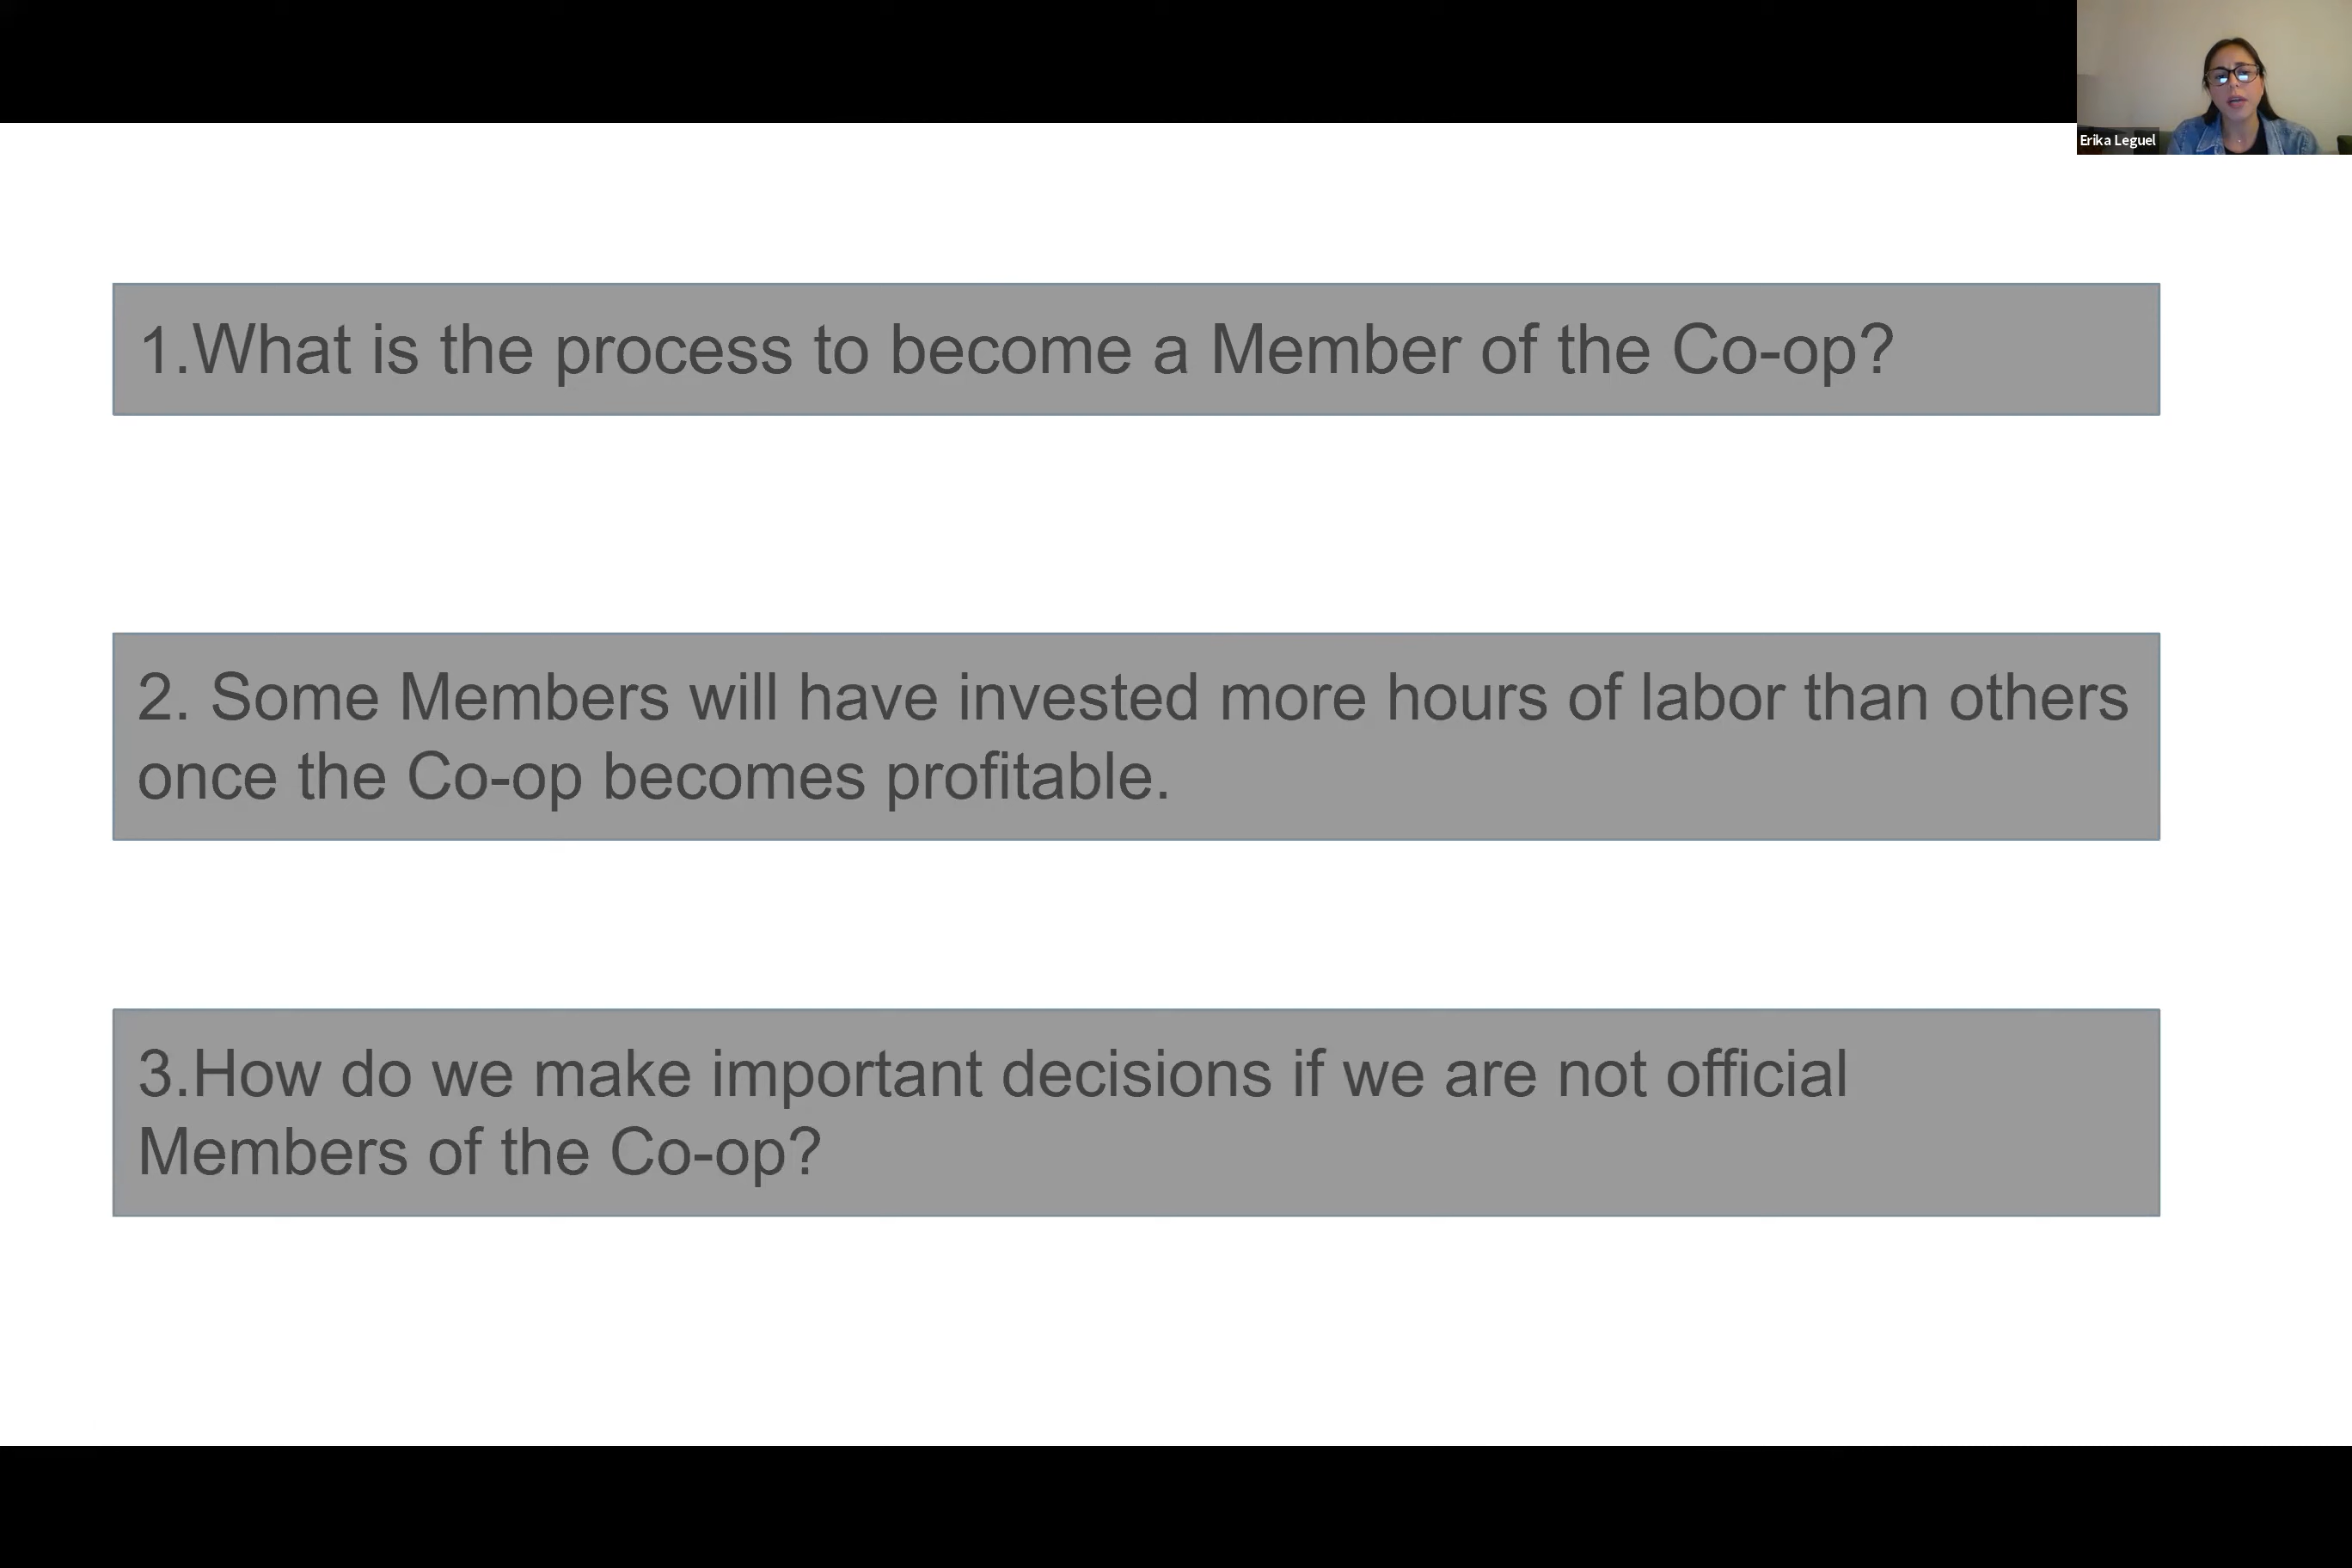 Erika Leguel
1.What is the process to become a Member of the Co-op?
2. Some Members will have invested more hours of labor than others
once the Co-op becomes profitable.
3.How do we make important decisions if we are not official
Members of the Co-op?